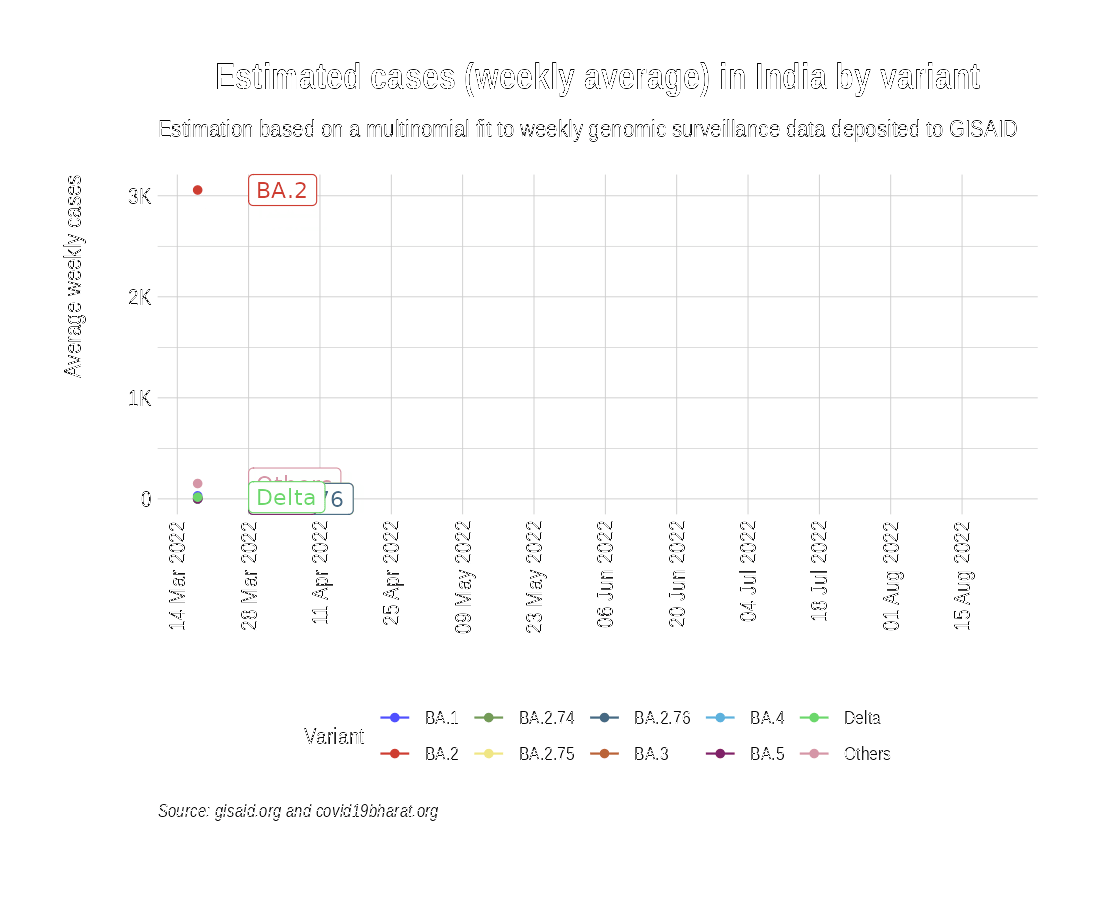 Estimated cases (weekly average) in India by variant
Estimation based on a multinomial fit to weekly genomic surveillance data deposited to GISAID
Average weekly cases
3K
2K
1K
0
BA.2
Others
Delta
76
14 Mar 2022
28 Mar 2022
11 Apr 2022
25 Apr 2022
09 May 2022
23 May 2022
06 Jun 2022
20 Jun 2022
04 Jul 2022
18 Jul 2022
01 Aug 2022
15 Aug 2022
Variant
BA.1
BA.2.74
BA.2.76
BA.4
Delta
BA.2
BA.2.75
BA.3
BA.5
Others
Source: gisaid.org and covid19bharat.org